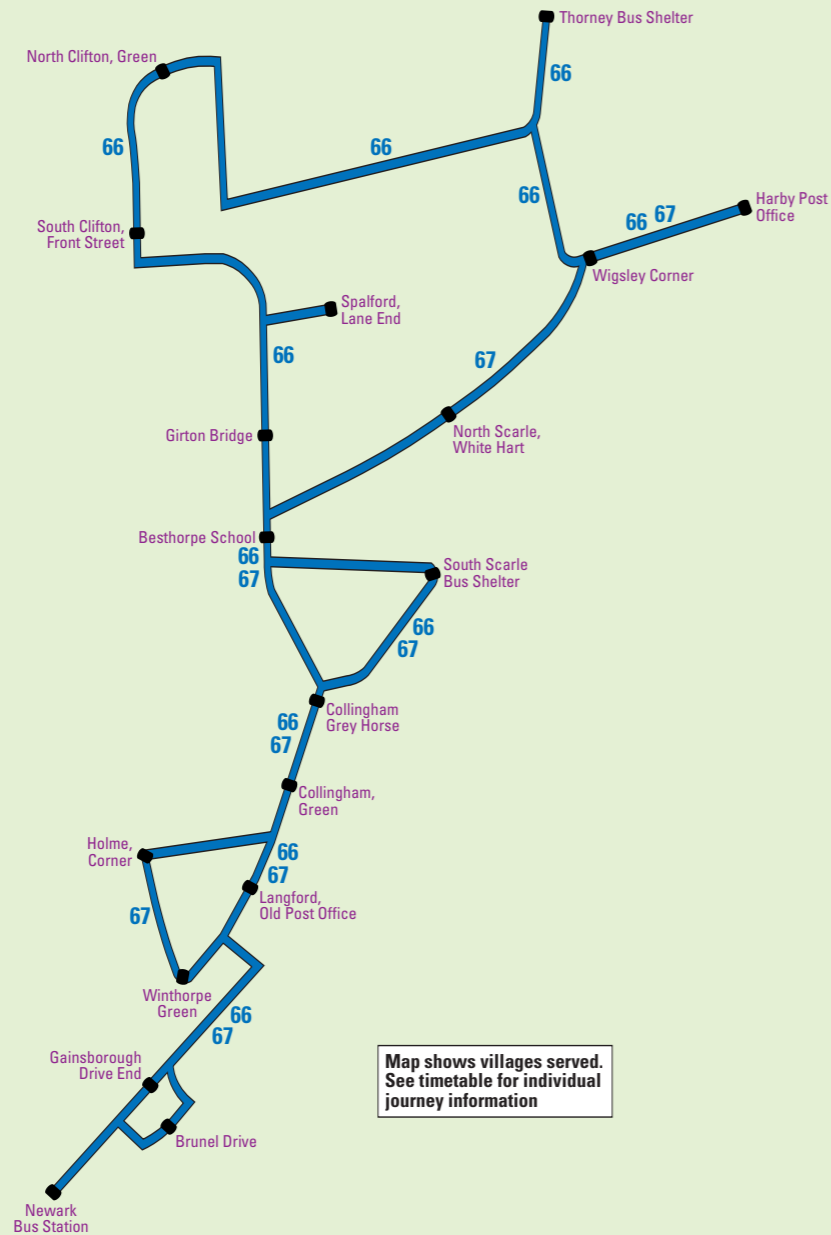 Thorney Bus Shelter
North Clifton, Green
66
66
66
66
Harby Post
Office
66 67
South Clifton,
Front Street
Wigsley Corner
Spalford,
Lane End
66
67
North Scarle,
White Hart
Girton Bridge
Besthorpe School
66
67
South Scarle
Bus Shelter
66
67
Collingham
Grey Horse
66
67
Collingham,
Green
Holme,
Corner
66
67
Langford,
Old Post Office
67
Winthorpe
Green
66
67
Gainsborough
Drive End
Map shows villages served.
See timetable for individual
journey information
Brunel Drive
Newark
Bus Station